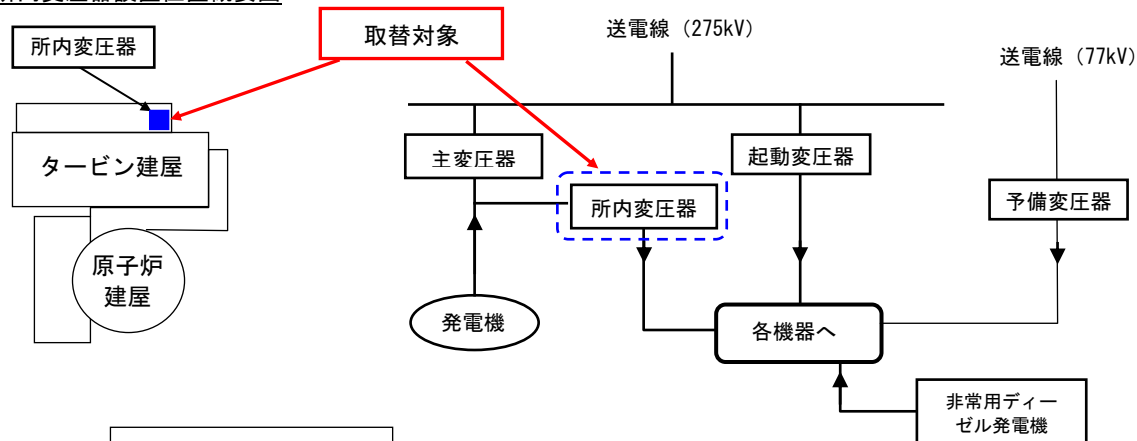 所内変圧器
取替対象
送電線（275kV）
送電線（77kV）
タービン建屋
主変圧器
起動変圧器
所内変圧器
予備変圧器
原子炉
建屋
発電機
各機器へ
非常用ディー
ゼル発電機